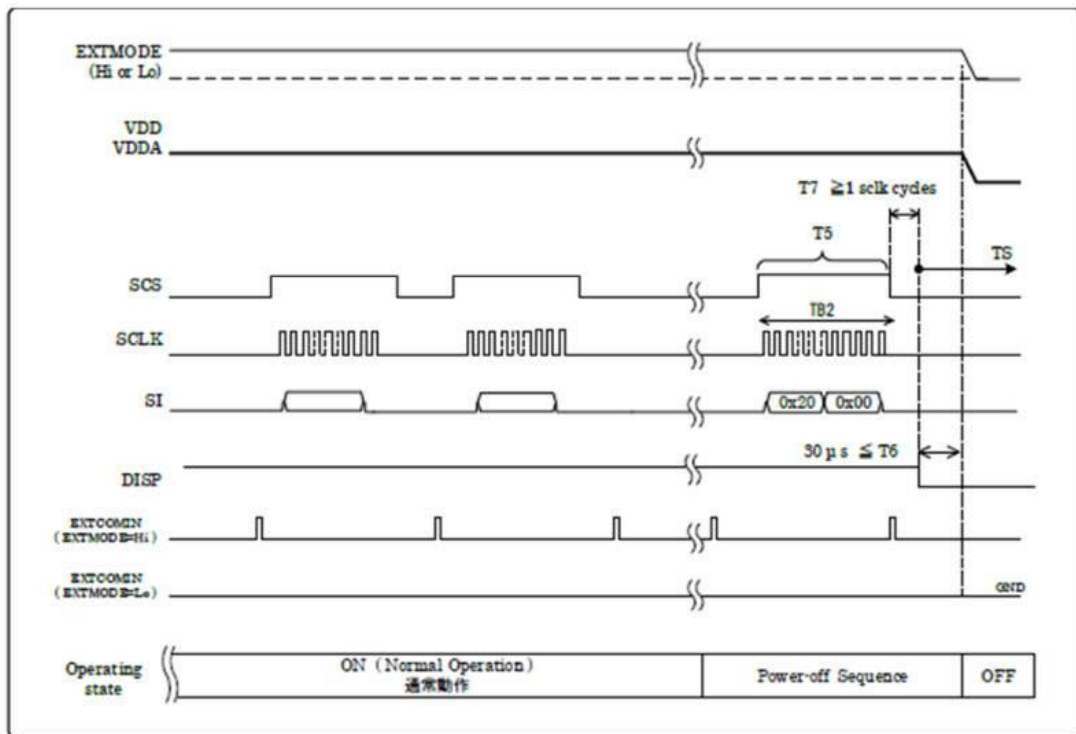 EXTMODE
(Hi or Lo)
VDD
VDDA
T7 ≧1 sclk cycles
T5
TS
SCS
TB2
SCLK
SI
0x20 0x00
30 μs ≦ T6
DISP
EXTCOMIN
(EXTMODE=Hi)
EXTCOMIN
(EXTMODE=Lo)
GND
Operating
state
ON (Normal Operation)
通常動作
Power-off Sequence
OFF